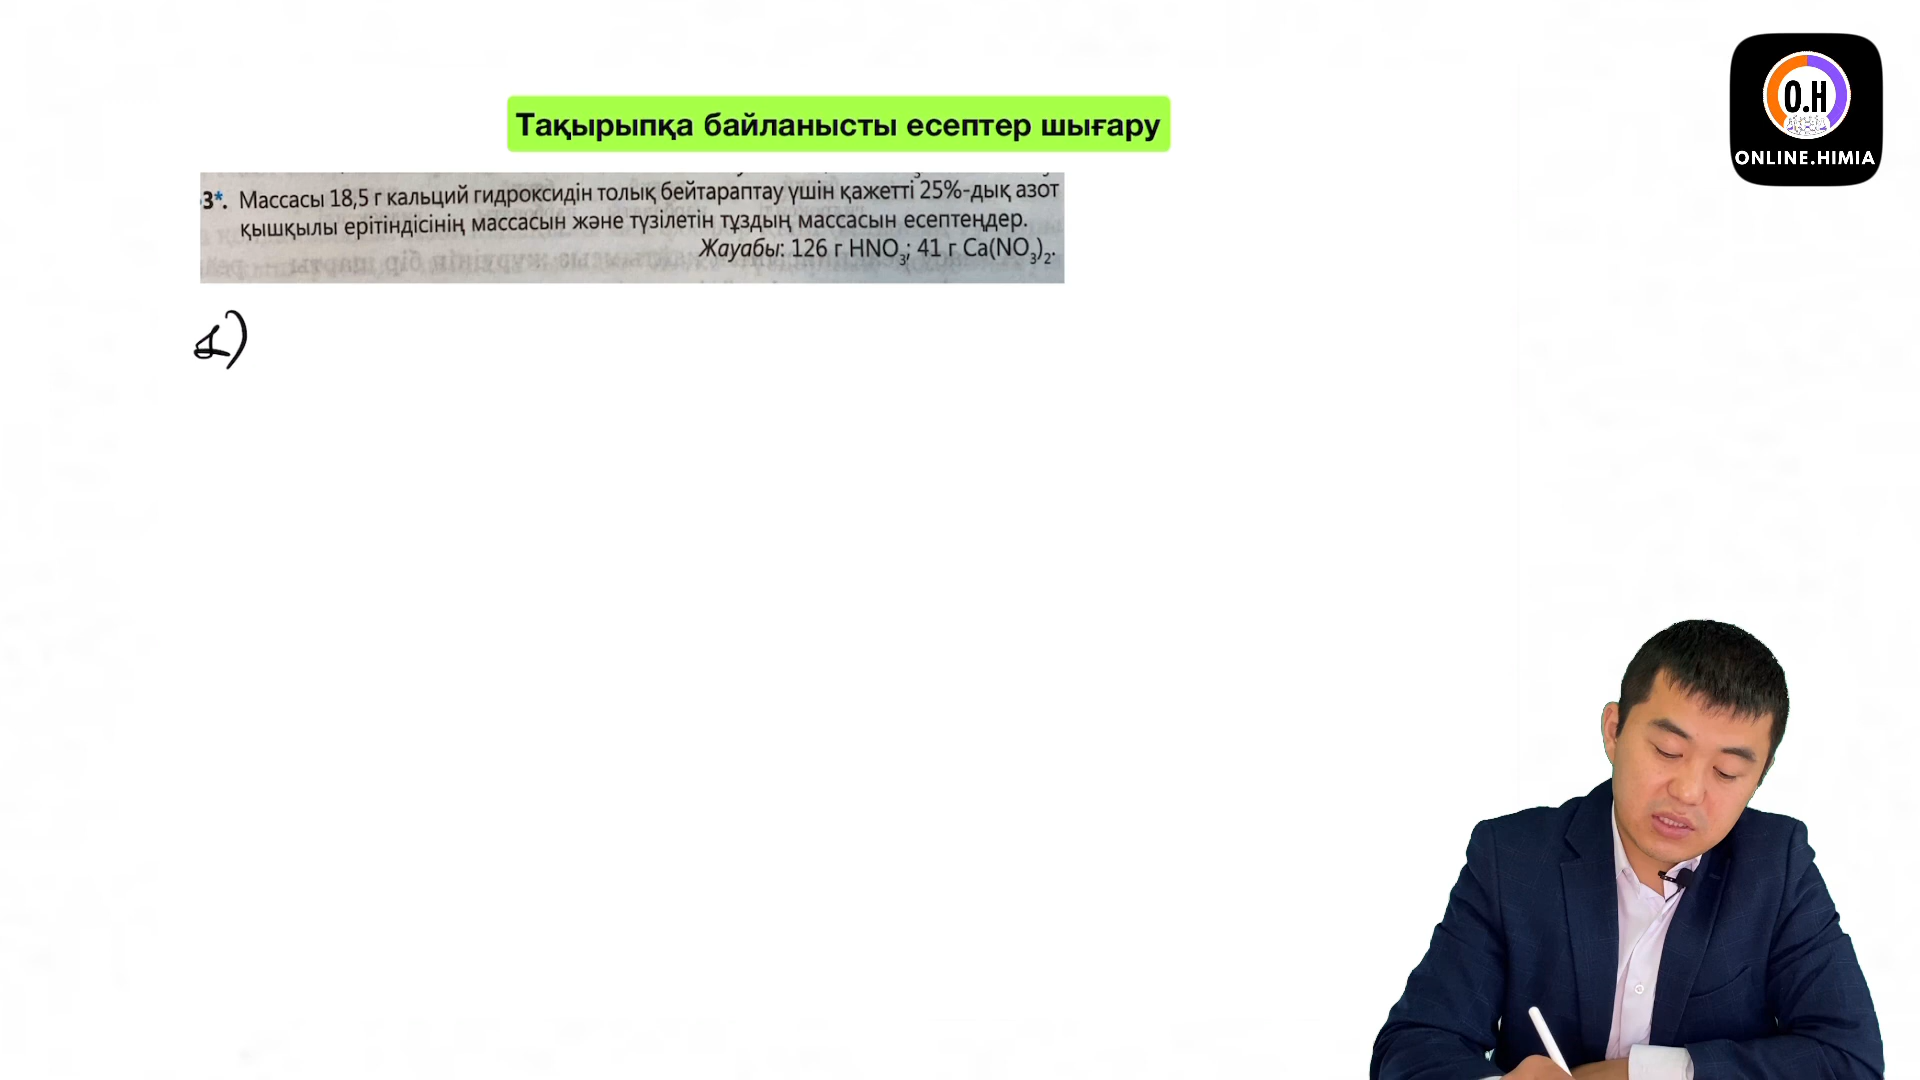 Тақырыпқа байланысты есептер шығару
O.H
ONLINE.HIMIA
3*. Массасы 18,5 г кальций гидроксидін толық бейтараптау үшін қажетті 25%-дық азот
қышқылы ерітіндісінің массасын және түзілетін тұздың массасын есептеңдер.
Жауабы: 126 г HNO₃; 41 г Ca(NO₃)₂.
1)